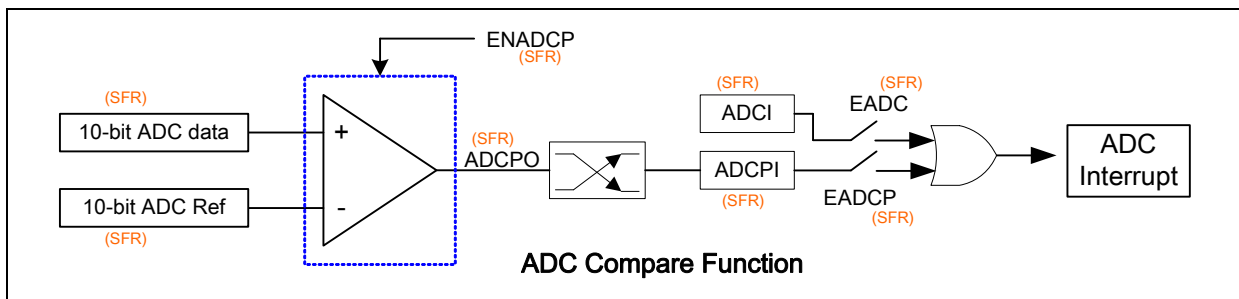 ENADCP
(SFR)
(SFR)
10-bit ADC data
+
-
10-bit ADC Ref
(SFR)
(SFR)
ADCPO
(SFR)
ADCI
(SFR)
EADC
ADCPI
(SFR)
EADCP
(SFR)
ADC
Interrupt
ADC Compare Function